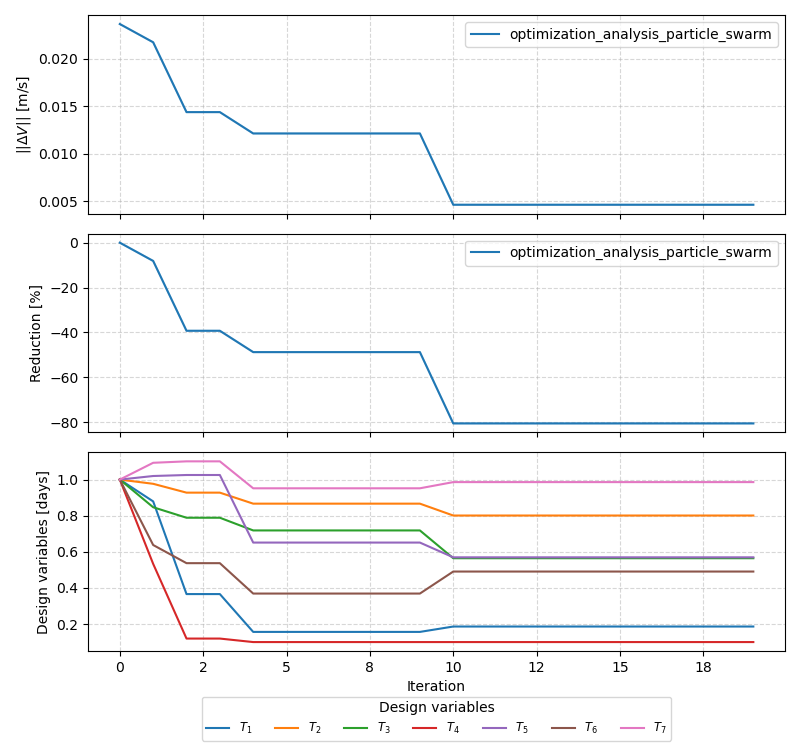 0.020
0.015
0.010
0.005
||ΔV|| [m/s]
optimization_analysis_particle_swarm
0
−20
−40
−60
−80
Reduction [%]
optimization_analysis_particle_swarm
1.0
0.8
0.6
0.4
0.2
Design variables [days]
0 2 5 8 10 12 15 18
Iteration
Design variables
T₁ T₂ T₃ T₄ T₅ T₆ T₇